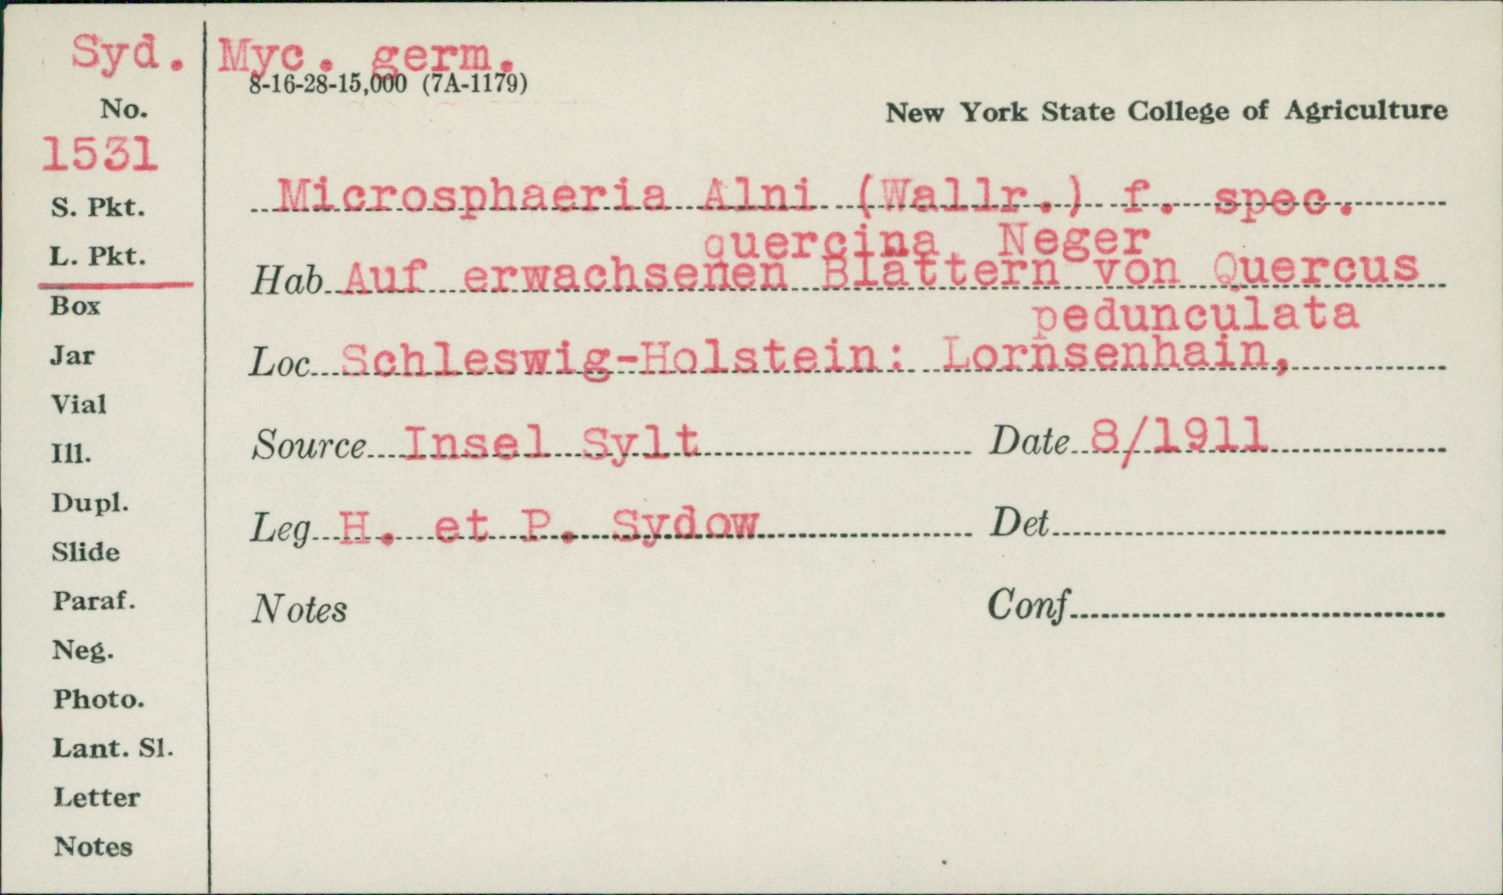 Syd. Myc. germ.
8-16-28-15,000 (7A-1179)
No.
New York State College of Agriculture
1531
Microsphaeria Alni (Wallr.) f. spec.
S. Pkt.
quercina Neger
L. Pkt.
Hab Auf erwachsenen Blattern von Quercus
pedunculata
Box
Jar
Loc Schleswig-Holstein: Lornsenhain,
Vial
Source Insel Sylt Date 8/1911
Ill.
Dupl.
Leg H. et P. Sydow Det
Slide
Paraf.
Notes Conf
Neg.
Photo.
Lant. Sl.
Letter
Notes